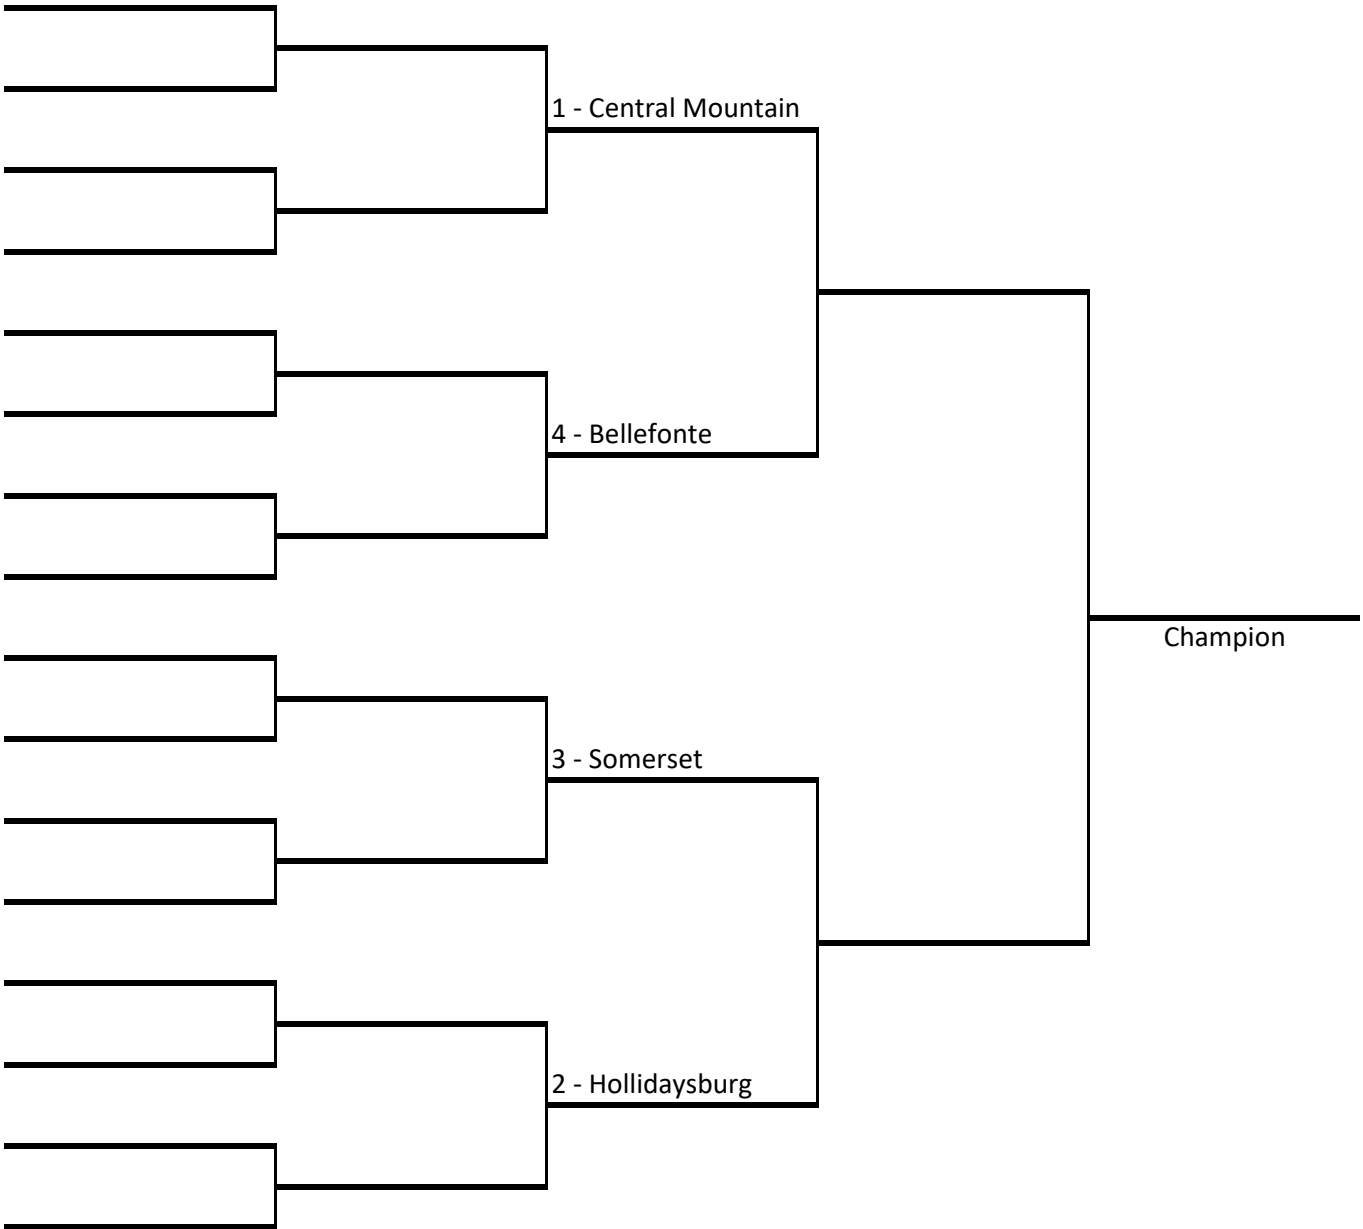 1 - Central Mountain
4 - Bellefonte
Champion
3 - Somerset
2 - Hollidaysburg